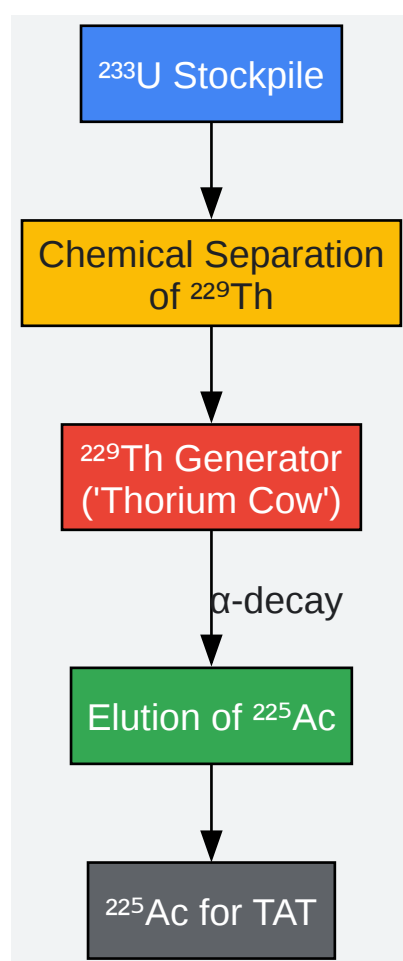 ²³³U Stockpile
Chemical Separation
of ²²⁹Th
²²⁹Th Generator
('Thorium Cow')
α-decay
Elution of ²²⁵Ac
²²⁵Ac for TAT